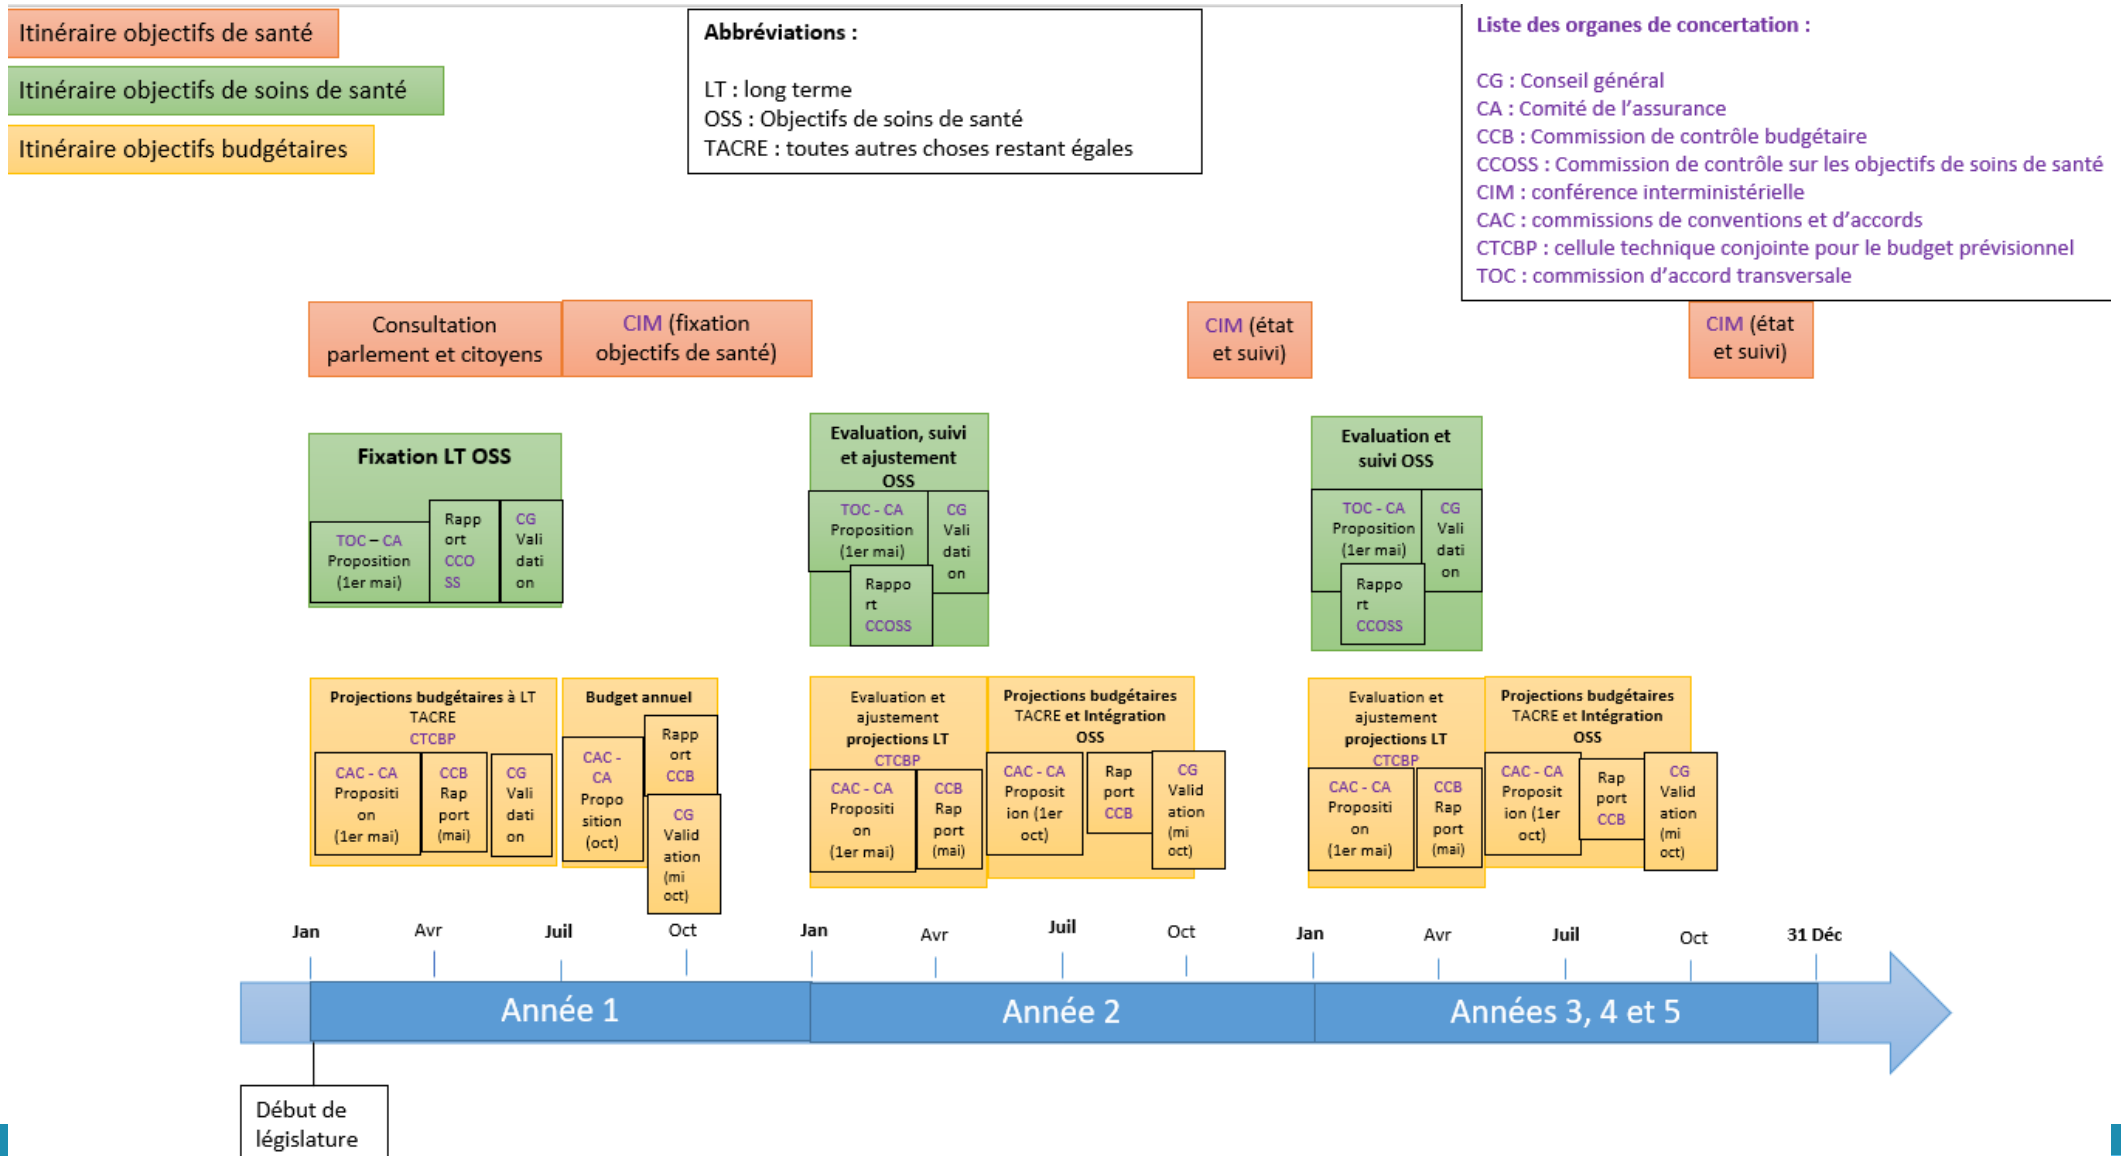 Itinéraire objectifs de santé
Itinéraire objectifs de soins de santé
Itinéraire objectifs budgétaires
Abbréviations :
LT : long terme
OSS : Objectifs de soins de santé
TACRE : toutes autres choses restant égales
Liste des organes de concertation :
CG : Conseil général
CA : Comité de l'assurance
CCB : Commission de contrôle budgétaire
CCOSS : Commission de contrôle sur les objectifs de soins de santé
CIM : conférence interministérielle
CAC : commissions de conventions et d'accords
CTCBP : cellule technique conjointe pour le budget prévisionnel
TOC : commission d'accord transversale
Consultation
parlement et citoyens
CIM (fixation
objectifs de santé)
CIM (état
et suivi)
CIM (état
et suivi)
Fixation LT OSS
TOC – CA
Proposition
(1er mai)
Rapp
ort
CCO
SS
CG
Vali
dati
on
Evaluation, suivi
et ajustement
OSS
TOC - CA
Proposition
(1er mai)
CG
Vali
dati
on
Rappo
rt
CCOSS
Evaluation et
suivi OSS
TOC - CA
Proposition
(1er mai)
CG
Vali
dati
on
Rappo
rt
CCOSS
Projections budgétaires à LT
TACRE
CTCBP
CAC - CA
Propositi
on
(1er mai)
CCB
Rap
port
(mai)
CG
Vali
dati
on
Budget annuel
CAC -
CA
Propo
sition
(oct)
Rapp
ort
CCB
CG
Valid
ation
(mi
oct)
Evaluation et
ajustement
projections LT
CTCBP
CAC - CA
Propositi
on
(1er mai)
CCB
Rap
port
(mai)
Projections budgétaires
TACRE et Intégration
OSS
CAC - CA
Proposit
ion (1er
oct)
Rap
port
CCB
CG
Valid
ation
(mi
oct)
Evaluation et
ajustement
projections LT
CTCBP
CAC - CA
Propositi
on
(1er mai)
CCB
Rap
port
(mai)
Projections budgétaires
TACRE et Intégration
OSS
CAC - CA
Proposit
ion (1er
oct)
Rap
port
CCB
CG
Valid
ation
(mi
oct)
Jan Avr Juil Oct Jan Avr Juil Oct Jan Avr Juil Oct 31 Déc
Année 1 Année 2 Années 3, 4 et 5
Début de
législature